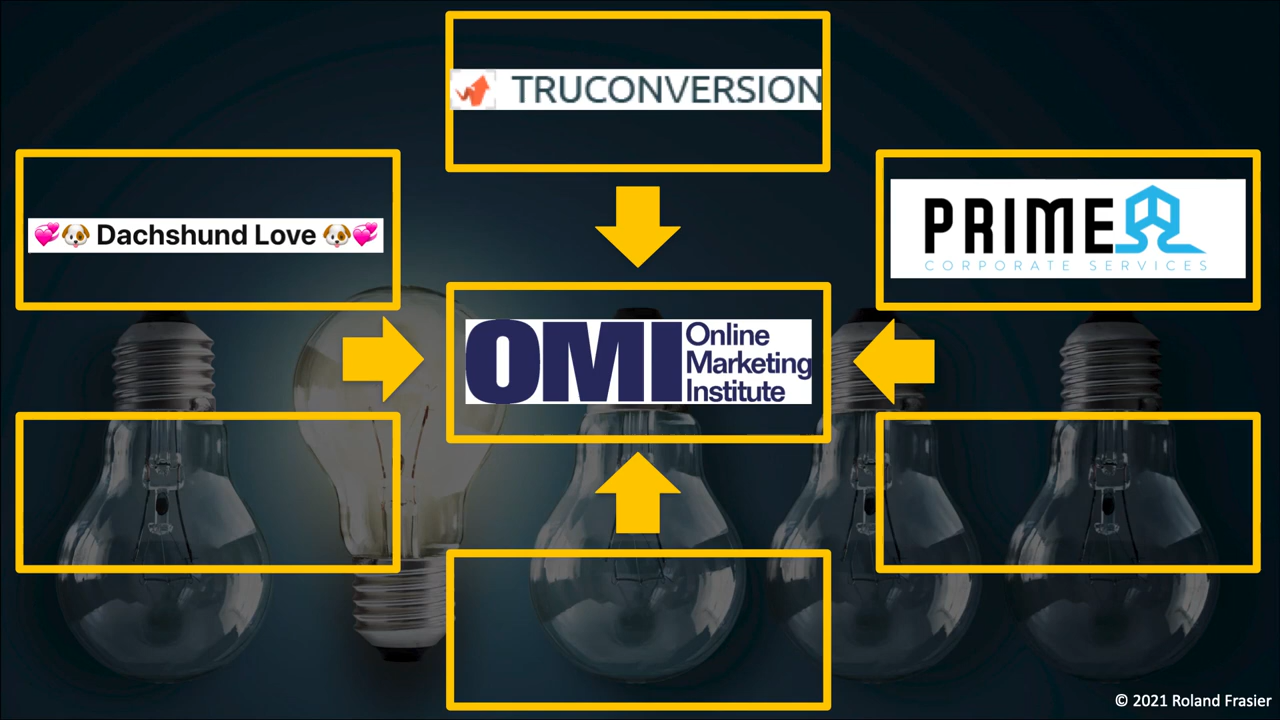 TRUCONVERSION
💞🐶 Dachshund Love 🐶💞
PRIME
CORPORATE SERVICES
OMI
Online
Marketing
Institute
© 2021 Roland Frasier